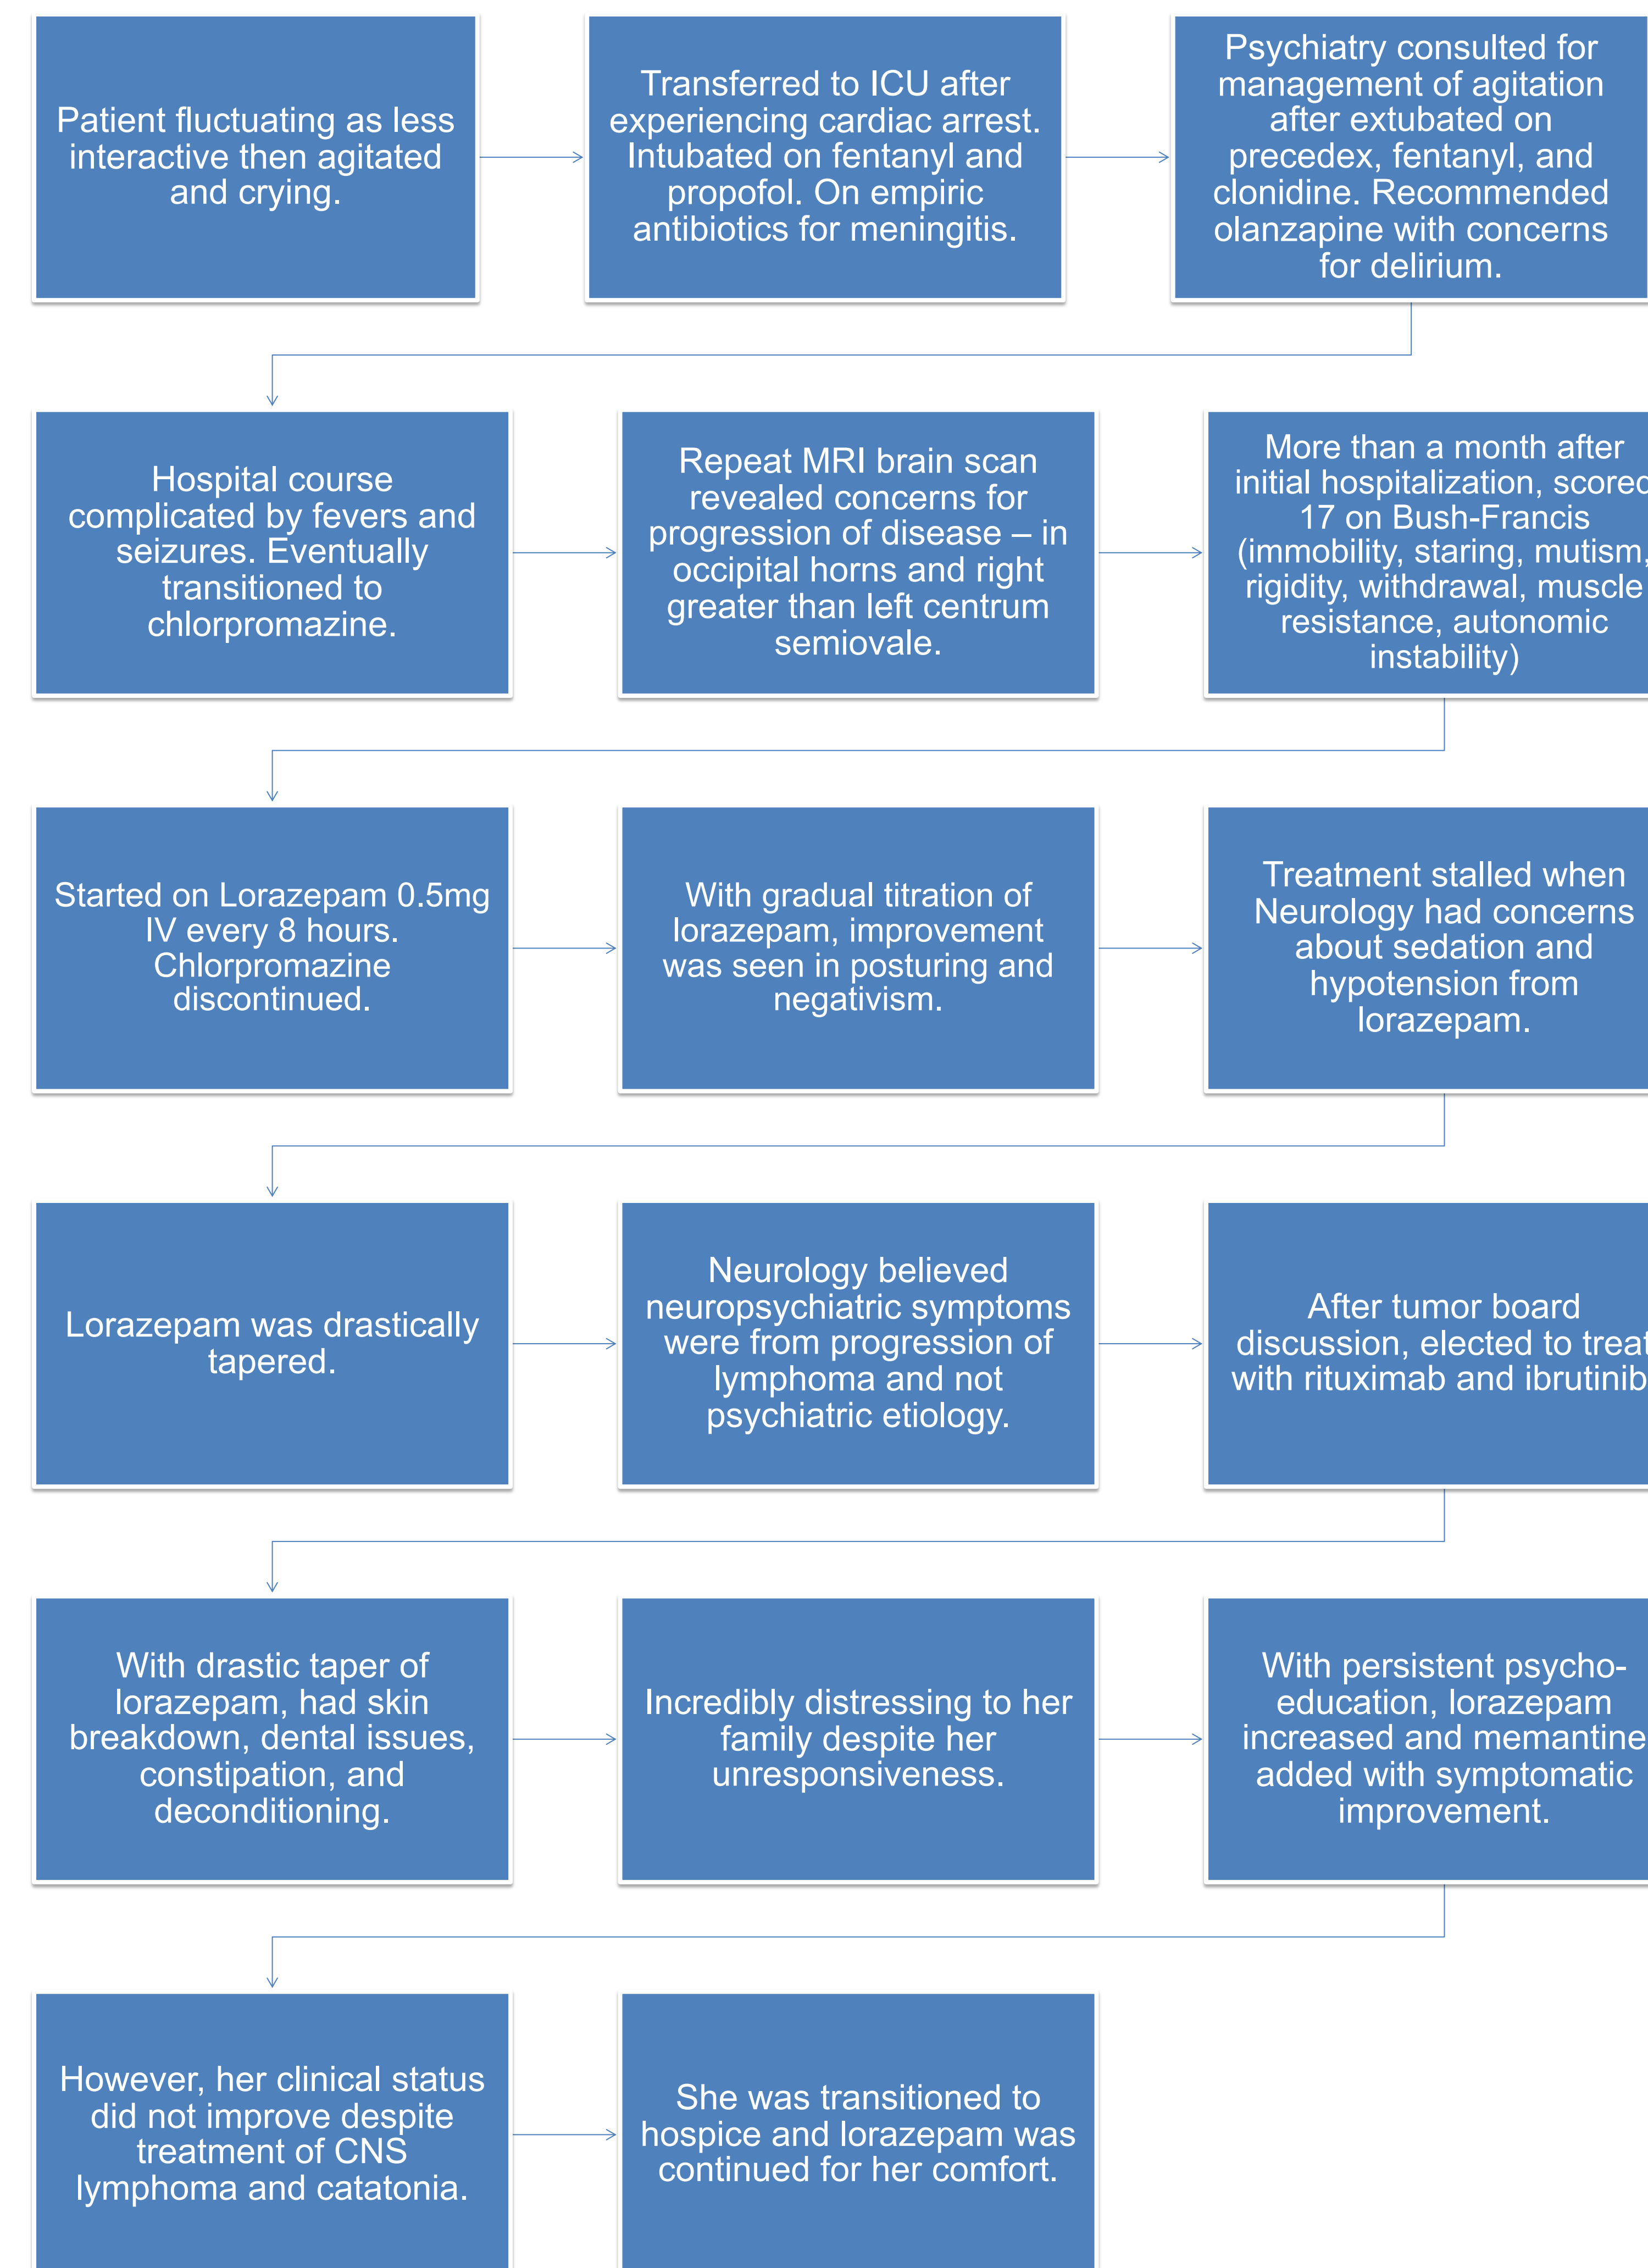 Patient fluctuating as less
interactive then agitated
and crying.
Transferred to ICU after
experiencing cardiac arrest.
Intubated on fentanyl and
propofol. On empiric
antibiotics for meningitis.
Psychiatry consulted for
management of agitation
after extubated on
precedex, fentanyl, and
clonidine. Recommended
olanzapine with concerns
for delirium.
Hospital course
complicated by fevers and
seizures. Eventually
transitioned to
chlorpromazine.
Repeat MRI brain scan
revealed concerns for
progression of disease – in
occipital horns and right
greater than left centrum
semiovale.
More than a month after
initial hospitalization, scored
17 on Bush-Francis
(immobility, staring, mutism,
rigidity, withdrawal, muscle
resistance, autonomic
instability)
Started on Lorazepam 0.5mg
IV every 8 hours.
Chlorpromazine
discontinued.
With gradual titration of
lorazepam, improvement
was seen in posturing and
negativism.
Treatment stalled when
Neurology had concerns
about sedation and
hypotension from
lorazepam.
Lorazepam was drastically
tapered.
Neurology believed
neuropsychiatric symptoms
were from progression of
lymphoma and not
psychiatric etiology.
After tumor board
discussion, elected to treat
with rituximab and ibrutinib
With drastic taper of
lorazepam, had skin
breakdown, dental issues,
constipation, and
deconditioning.
Incredibly distressing to her
family despite her
unresponsiveness.
With persistent psycho-
education, lorazepam
increased and memantine
added with symptomatic
improvement.
However, her clinical status
did not improve despite
treatment of CNS
lymphoma and catatonia.
She was transitioned to
hospice and lorazepam was
continued for her comfort.